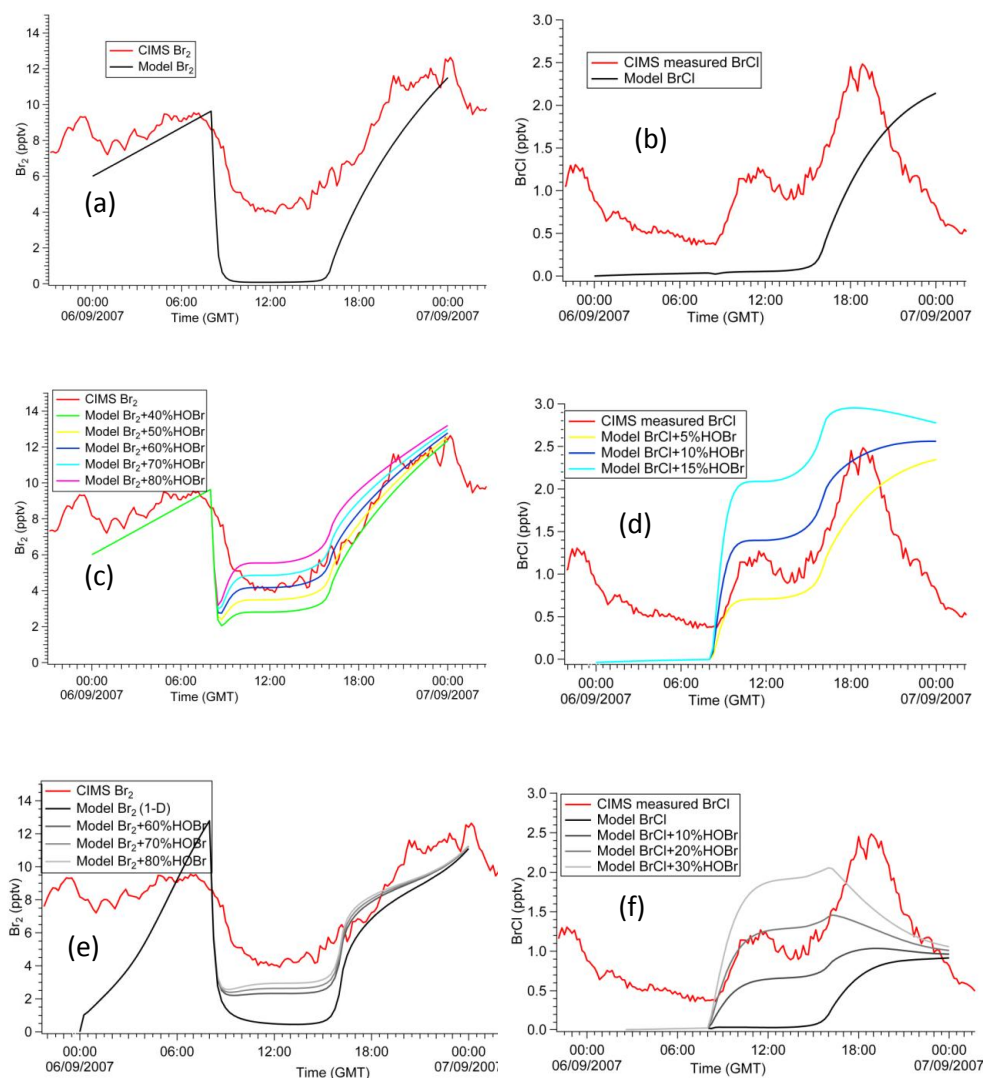 CIMS Br₂
Model Br₂
Br₂ (pptv)
14
12
10
8
6
4
2
0
(a)
00:00
06:00
12:00
18:00
00:00
06/09/2007
Time (GMT)
07/09/2007
CIMS measured BrCl
Model BrCl
BrCl (pptv)
3.0
2.5
2.0
1.5
1.0
0.5
0.0
(b)
00:00
06:00
12:00
18:00
00:00
06/09/2007
Time (GMT)
07/09/2007
CIMS Br₂
Model Br₂+40%HOBr
Model Br₂+50%HOBr
Model Br₂+60%HOBr
Model Br₂+70%HOBr
Model Br₂+80%HOBr
Br₂ (pptv)
14
12
10
8
6
4
2
0
(c)
00:00
06:00
12:00
18:00
00:00
06/09/2007
Time (GMT)
07/09/2007
CIMS measured BrCl
Model BrCl+5%HOBr
Model BrCl+10%HOBr
Model BrCl+15%HOBr
BrCl (pptv)
3.0
2.5
2.0
1.5
1.0
0.5
0.0
(d)
00:00
06:00
12:00
18:00
00:00
06/09/2007
Time (GMT)
07/09/2007
CIMS Br₂
Model Br₂ (1-D)
Model Br₂+60%HOBr
Model Br₂+70%HOBr
Model Br₂+80%HOBr
Br₂ (pptv)
14
12
10
8
6
4
2
0
(e)
00:00
06:00
12:00
18:00
00:00
06/09/2007
Time (GMT)
07/09/2007
CIMS measured BrCl
Model BrCl
Model BrCl+10%HOBr
Model BrCl+20%HOBr
Model BrCl+30%HOBr
BrCl (pptv)
3.0
2.5
2.0
1.5
1.0
0.5
0.0
(f)
00:00
06:00
12:00
18:00
00:00
06/09/2007
Time (GMT)
07/09/2007